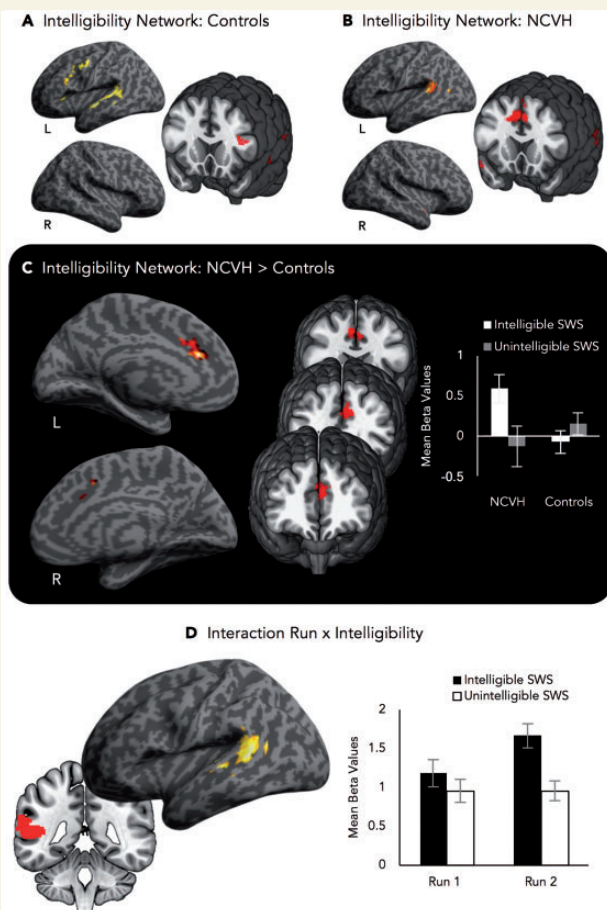 A Intelligibility Network: Controls
B Intelligibility Network: NCVH
L
R
L
R
C Intelligibility Network: NCVH > Controls
L
R
Intelligible SWS
Unintelligible SWS
Mean Beta Values
1
0.5
0
-0.5
NCVH Controls
D Interaction Run x Intelligibility
Intelligible SWS
Unintelligible SWS
Mean Beta Values
2
1.5
1
0.5
0
Run 1 Run 2